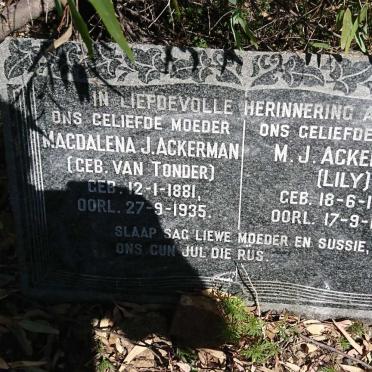 IN LIEFDEVOLLE HERINNERING A
ONS GELIEFDE MOEDER
MAGDALENA J. ACKERMAN
(GEB. VAN TONDER)
GEB. 12-1-1881.
OORL. 27-9-1935.
ONS GELIEFDE
M. J. ACKER
(LILY)
GEB. 18-6-1
OORL. 17-9-
SLAAP SAG LIEWE MOEDER EN SUSSIE,
ONS GUN JUL DIE RUS